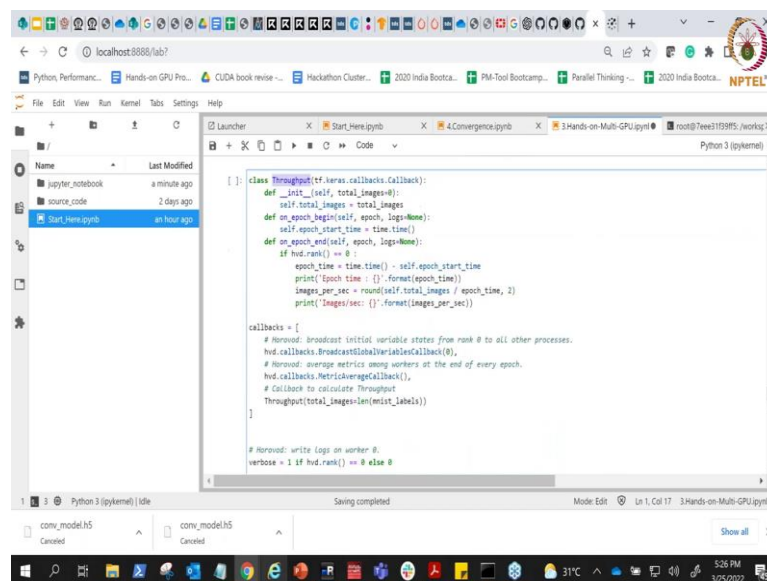 localhost:8888/lab?
Python, Performanc...
Hands-on GPU Pro...
CUDA book revise -...
Hackathon Cluster...
2020 India Bootca...
PM-Tool Bootcamp...
Parallel Thinking -...
2020 India Bootca...
NPTEL
File Edit View Run Kernel Tabs Settings Help
Launcher
Start_Here.ipynb
4.Convergence.ipynb
3.Hands-on-Multi-GPU.ipynb
Code
Python 3 (ipykernel)
/
Name Last Modified
jupyter_notebook a minute ago
source_code 2 days ago
Start_Here.ipynb an hour ago
[ ]: class Throughput(tf.keras.callbacks.Callback):
def __init__(self, total_images=0):
self.total_images = total_images
def on_epoch_begin(self, epoch, logs=None):
self.epoch_start_time = time.time()
def on_epoch_end(self, epoch, logs=None):
if hvd.rank() == 0 :
epoch_time = time.time() - self.epoch_start_time
print('Epoch time : {}'.format(epoch_time))
images_per_sec = round(self.total_images / epoch_time, 2)
print('Images/sec: {}'.format(images_per_sec))
callbacks = [
# Horovod: broadcast initial variable states from rank 0 to all other processes.
hvd.callbacks.BroadcastGlobalVariablesCallback(0),
# Horovod: average metrics among workers at the end of every epoch.
hvd.callbacks.MetricAverageCallback(),
# Callback to calculate Throughput
Throughput(total_images=len(mnist_labels))
]
# Horovod: write logs on worker 0.
verbose = 1 if hvd.rank() == 0 else 0
1 3 Python 3 (ipykernel) | Idle
Saving completed
Mode: Edit
Ln 1, Col 17
3.Hands-on-Multi-GPU.ipyn
conv_model.h5
Canceled
conv_model.h5
Canceled
Show all
31°C
5:26 PM
3/25/2022